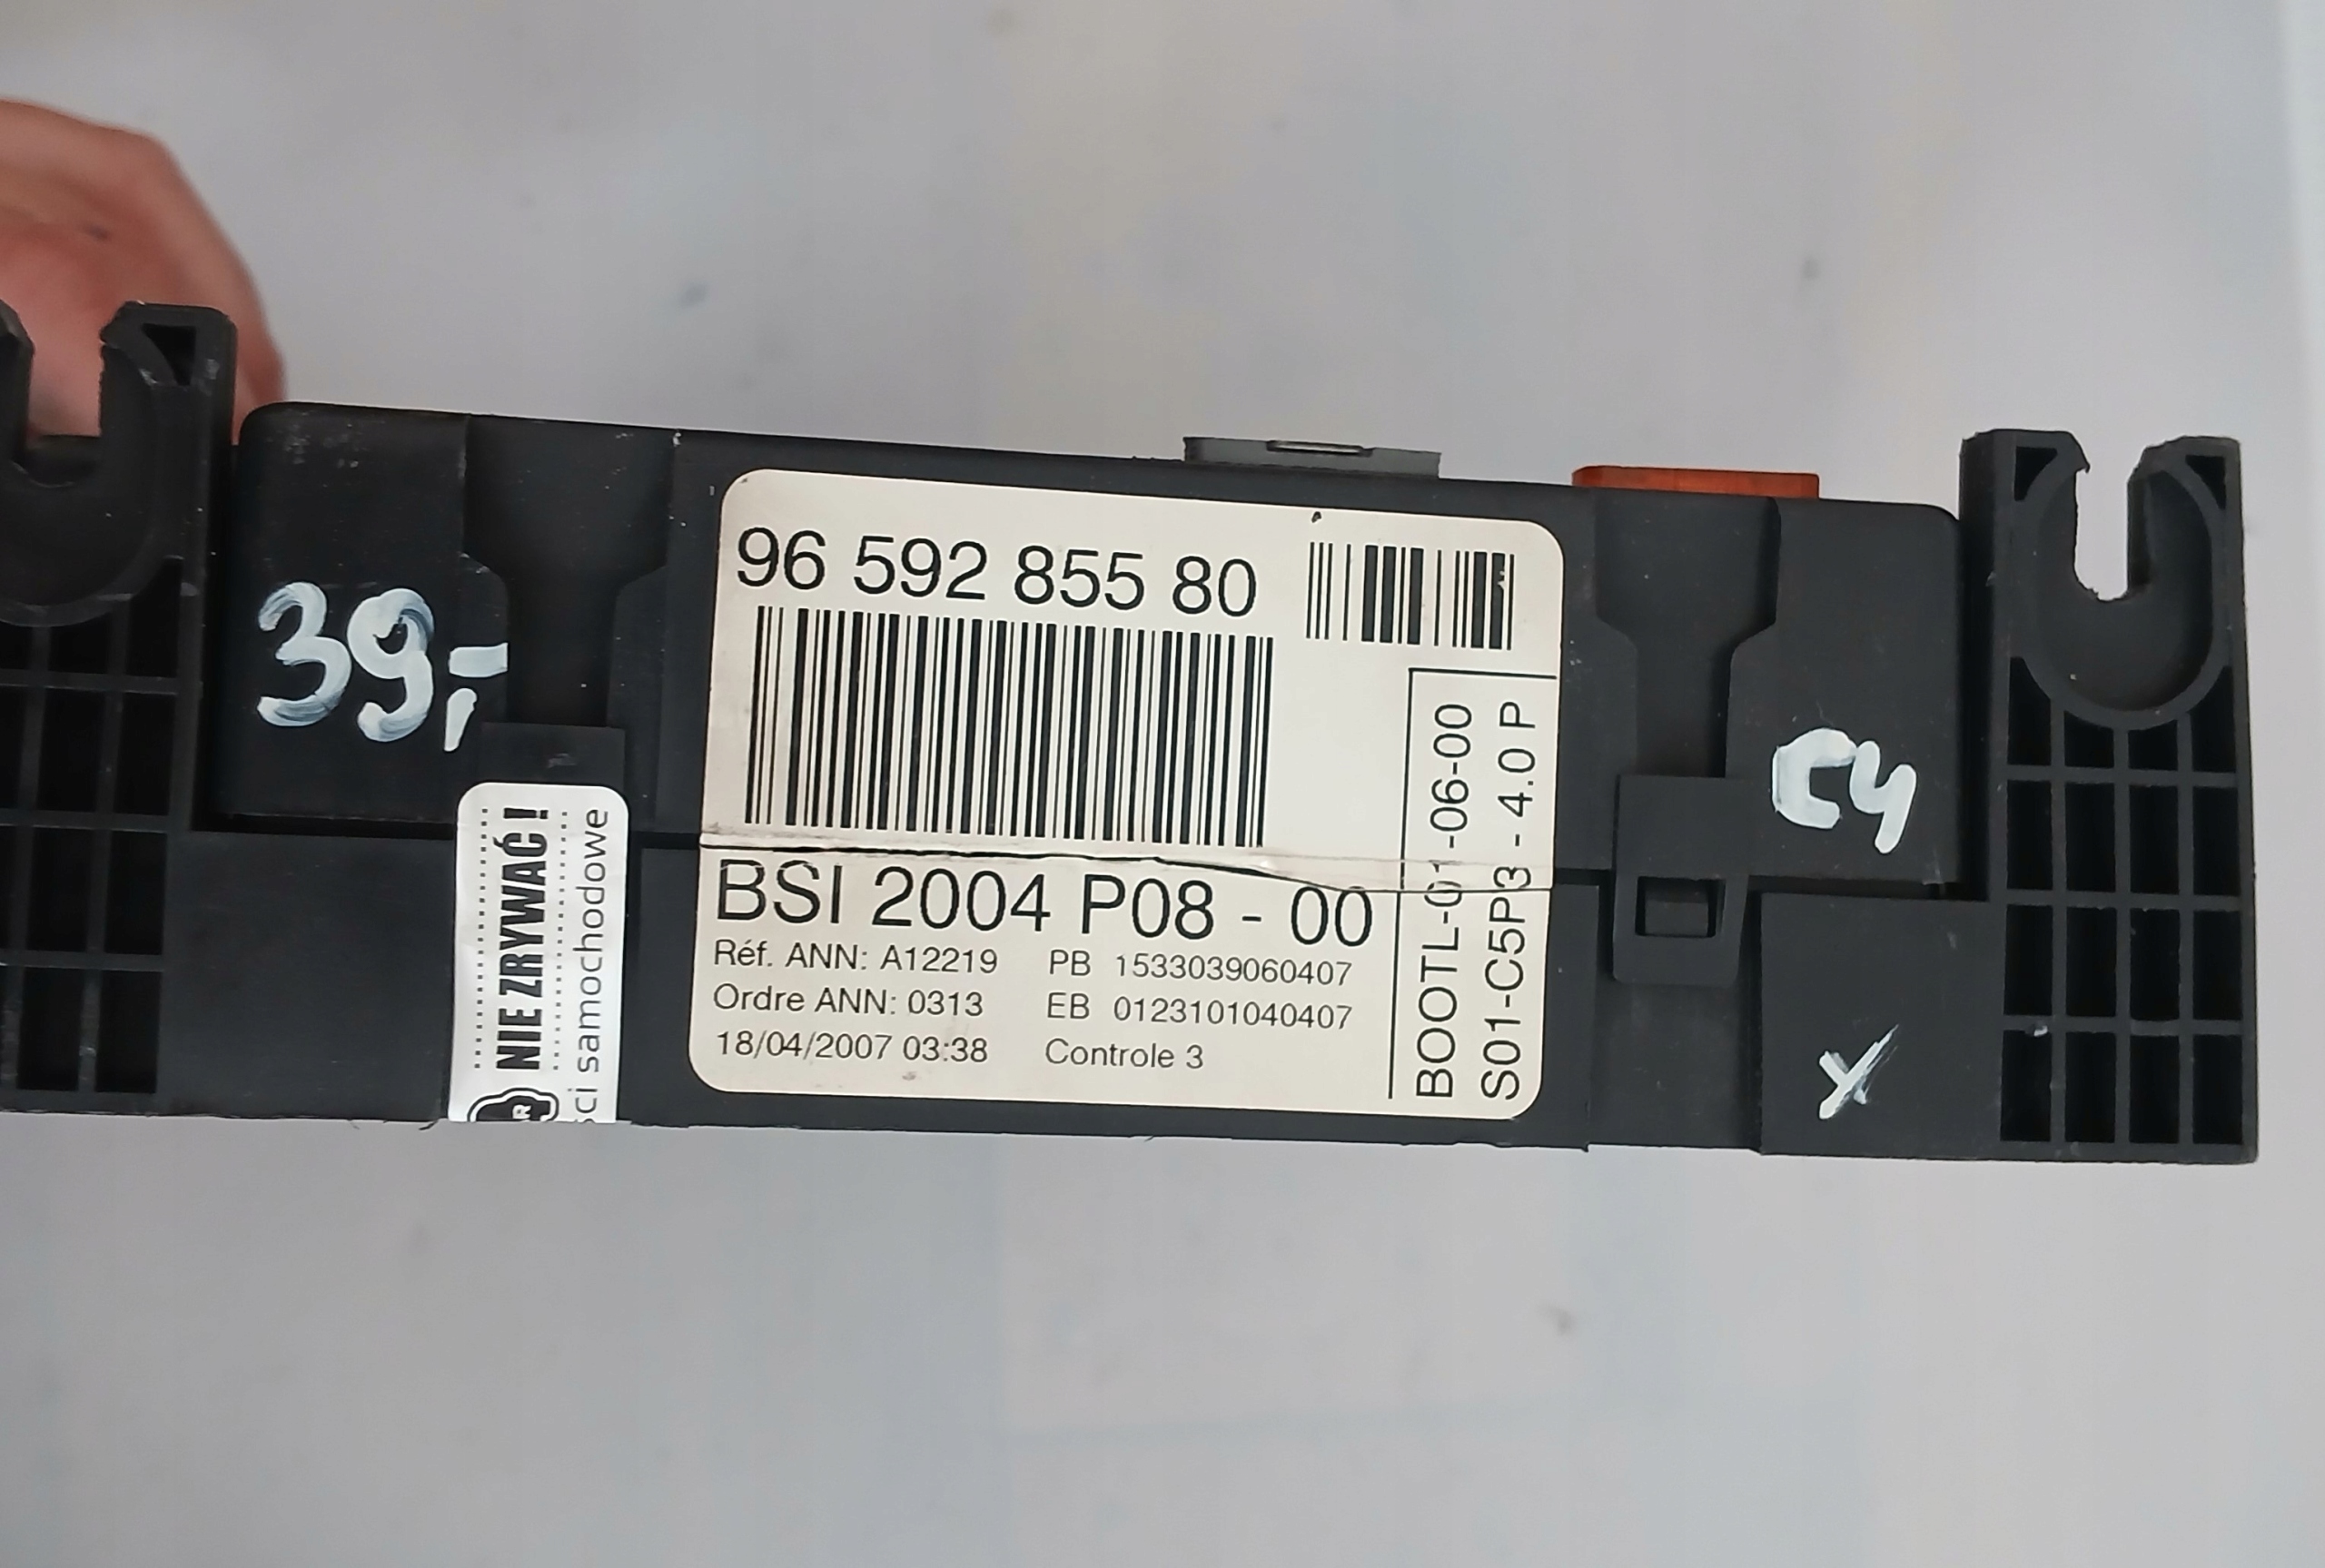 39,-
NIE ZRYWAĆ!
ści samochodowe
R
96 592 855 80
BSI 2004 P08 - 00
Réf. ANN: A12219 PB 1533039060407
Ordre ANN: 0313 EB 0123101040407
18/04/2007 03:38 Controle 3
BOOTL-01-06-00
S01-C5P3 - 4.0 P
C4
X